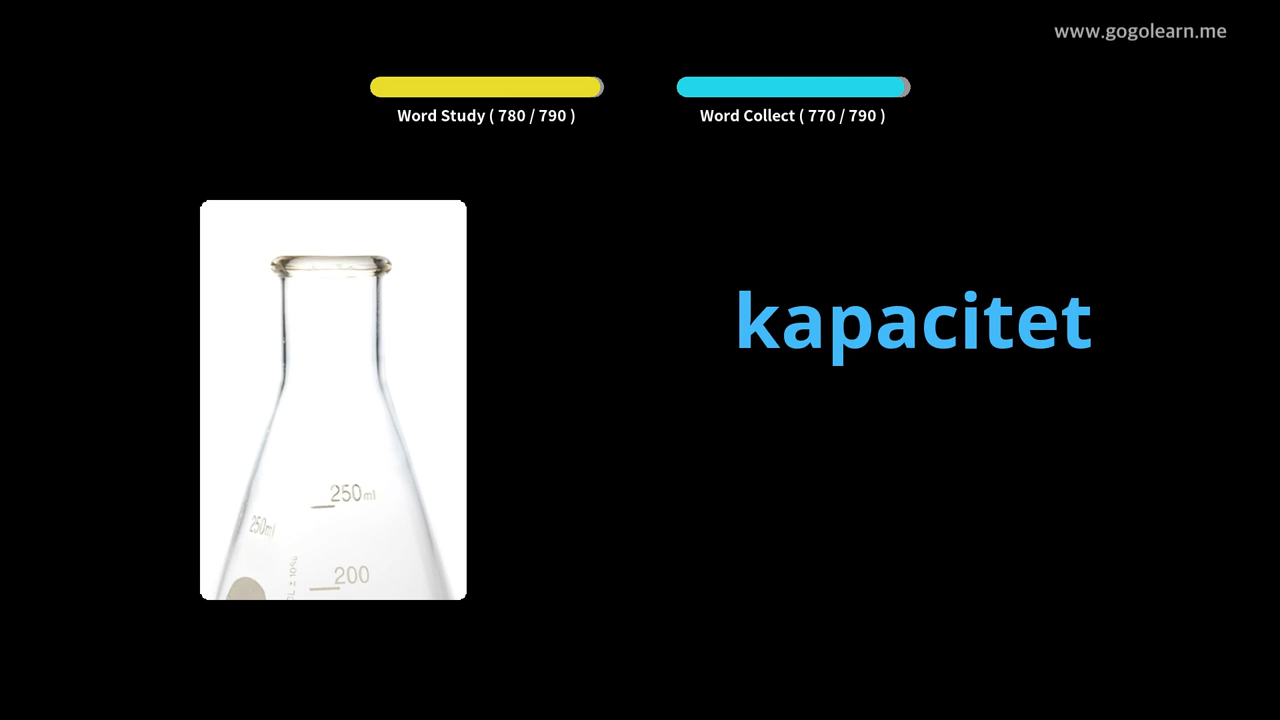 www.gogolearn.me
Word Study ( 780 / 790 )
Word Collect ( 770 / 790 )
kapacitet
250ml
250ml
200